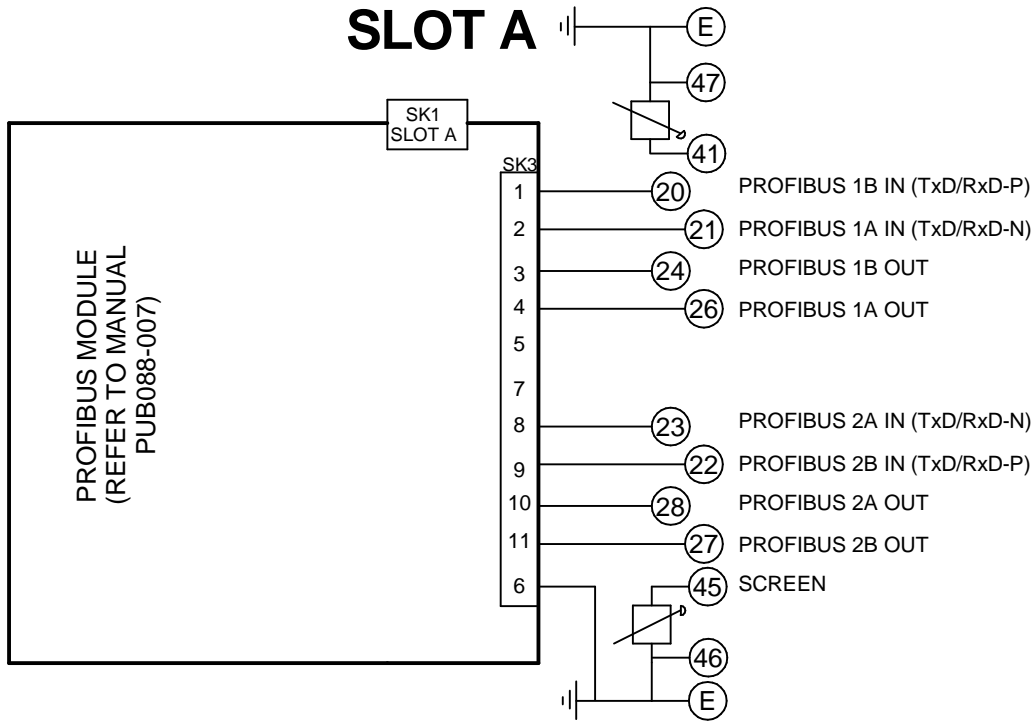 SLOT A
E
47
41
SK1
SLOT A
SK3
1
20
PROFIBUS 1B IN (TxD/RxD-P)
2
21
PROFIBUS 1A IN (TxD/RxD-N)
3
24
PROFIBUS 1B OUT
4
26
PROFIBUS 1A OUT
5
7
8
23
PROFIBUS 2A IN (TxD/RxD-N)
9
22
PROFIBUS 2B IN (TxD/RxD-P)
10
28
PROFIBUS 2A OUT
11
27
PROFIBUS 2B OUT
6
45
SCREEN
46
E
PROFIBUS MODULE
(REFER TO MANUAL
PUB088-007)